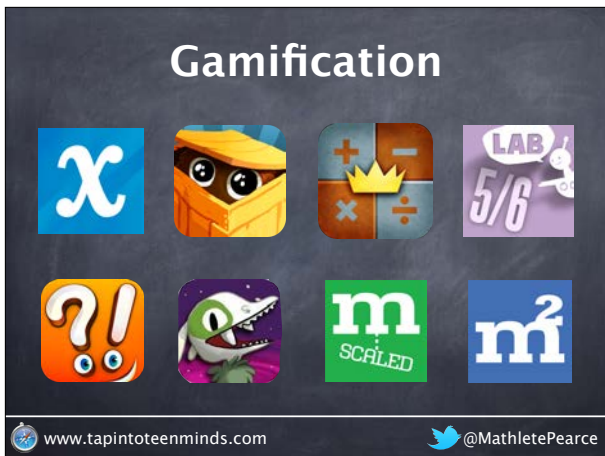 Gamification
x
+ −
× ÷
LAB
5/6
?!
m
SCALED
m²
www.tapintoteenminds.com
@MathletePearce